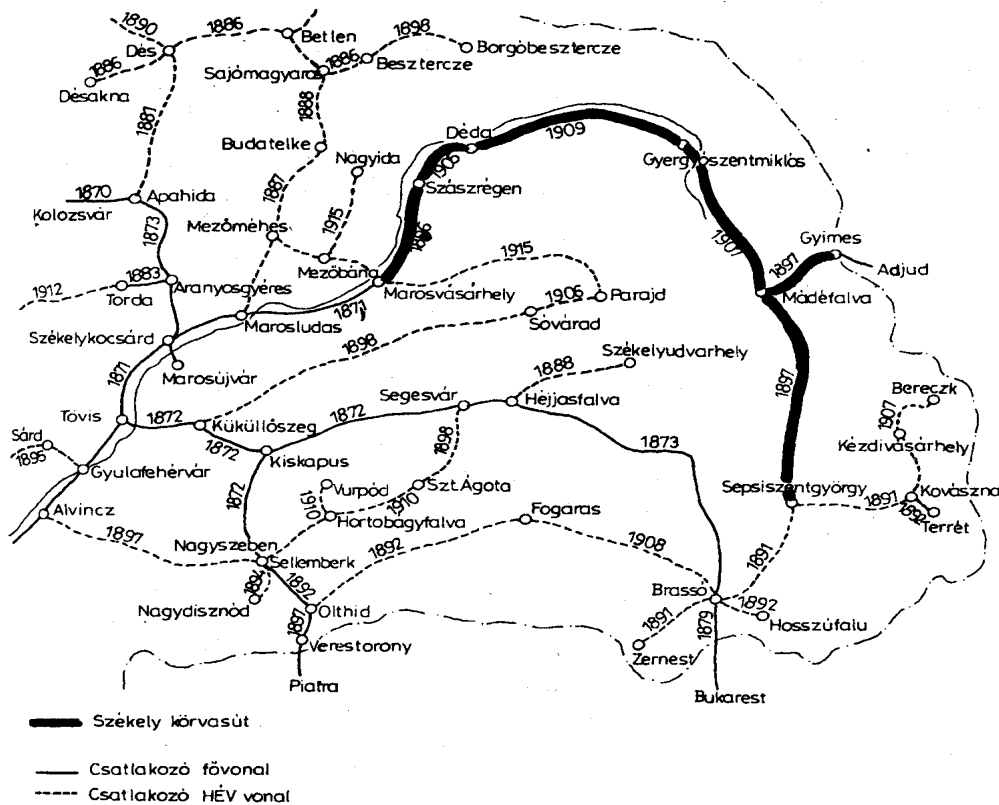 1890
1886
1898
Betlen
Borgóbesztercze
Dés
1886
Besztercze
Sajómagyaros
1886
Désakna
1888
1881
Déda
1909
Budatelke
Nagyida
Gyergyószentmiklós
Szászrégen
1870
Apahida
1887
Kolozsvár
1915
1873
Mezőméhes
1907
Gyimes
1897
1915
Mezőbánd
Adjud
1883
Aranyosgyéres
Marosvásárhely
Parajd
Mádéfalva
1912
Torda
1906
1871
Marosludas
Sóvárad
Székelykocsárd
1898
Székelyudvarhely
Marosújvár
1888
1871
1897
Segesvár
Héjjasfalva
Bereczk
Tövis
1872
1872
1907
Küküllőszeg
Sárd
1873
Kézdivásárhely
1898
1895
1872
Kiskapus
Gyulafehérvár
1872
Vurpód
Szt.Ágota
Sepsiszentgyörgy
1891
Kovászna
1910
1910
Fogaras
1892
Alvincz
Hortobágyfalva
Terrét
1897
Nagyszeben
1892
1908
1891
Sellemberk
1894
1892
Brassó
1892
Nagydisznód
Olthid
1891
1879
Hosszúfalu
1897
Verestorony
Zernest
Piatra
Bukarest
Székely körvasút
Csatlakozó fővonal
Csatlakozó HÉV vonal